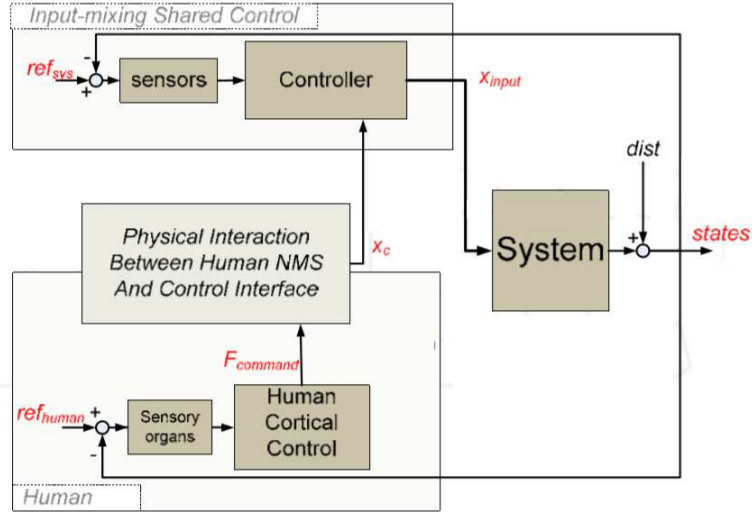 Input-mixing Shared Control
-
ref_sys
+
sensors
Controller
x_input
dist
Physical Interaction
Between Human NMS
And Control Interface
x_c
System
+
states
F_command
ref_human
+
-
Sensory
organs
Human
Cortical
Control
Human